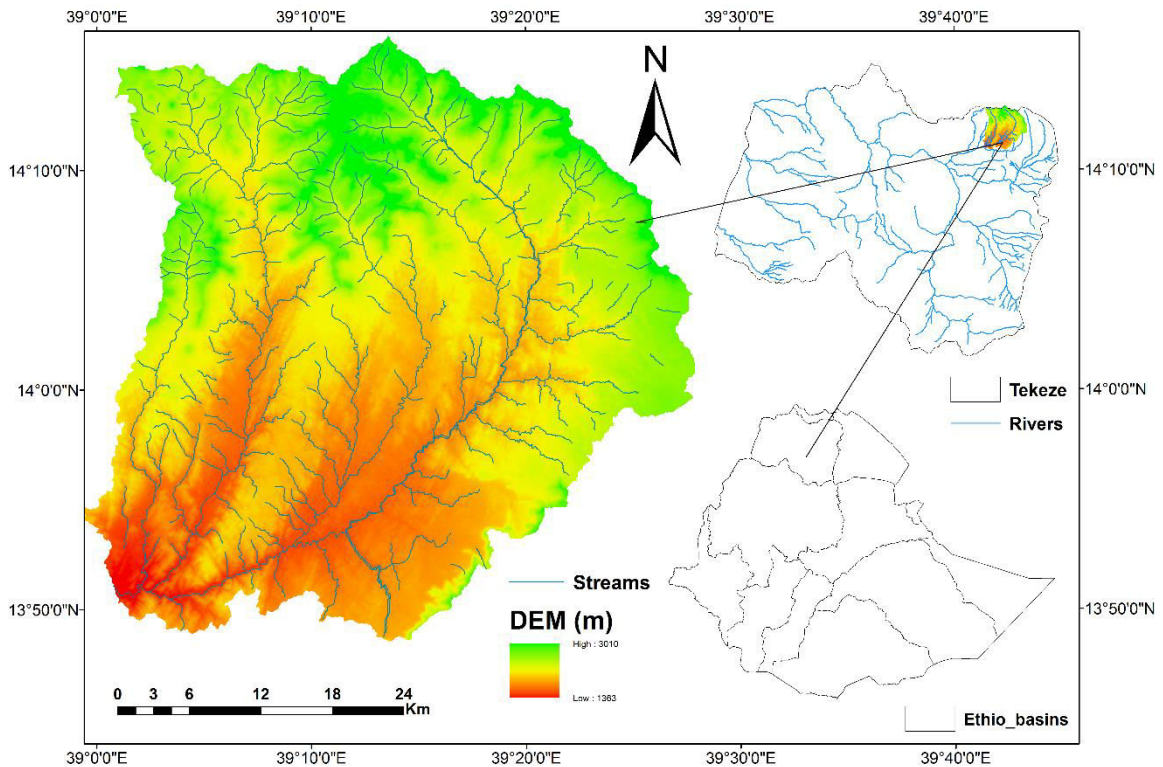 39°0'0"E 39°10'0"E 39°20'0"E 39°30'0"E 39°40'0"E
N
14°10'0"N 14°10'0"N
14°0'0"N 14°0'0"N
Tekeze
Rivers
Streams
13°50'0"N 13°50'0"N
DEM (m)
High : 3010
Low : 1363
0 3 6 12 18 24
Km
Ethio_basins
39°0'0"E 39°10'0"E 39°20'0"E 39°30'0"E 39°40'0"E